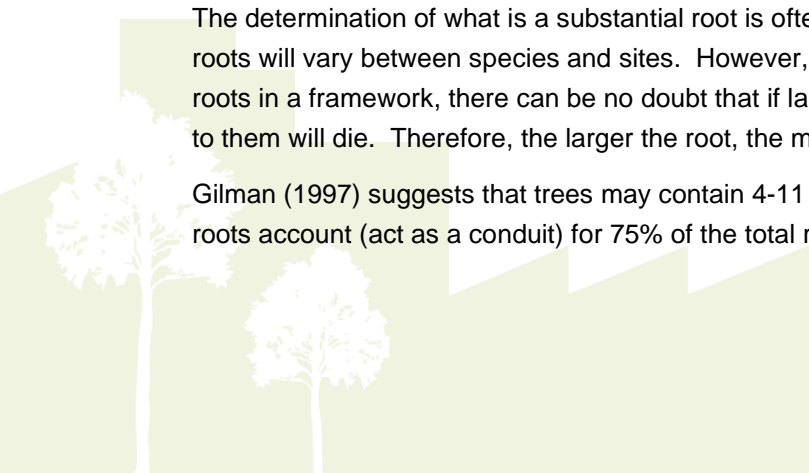 The determination of what is a substantial root is ofte
roots will vary between species and sites. However,
roots in a framework, there can be no doubt that if la
to them will die. Therefore, the larger the root, the m
Gilman (1997) suggests that trees may contain 4-11
roots account (act as a conduit) for 75% of the total r